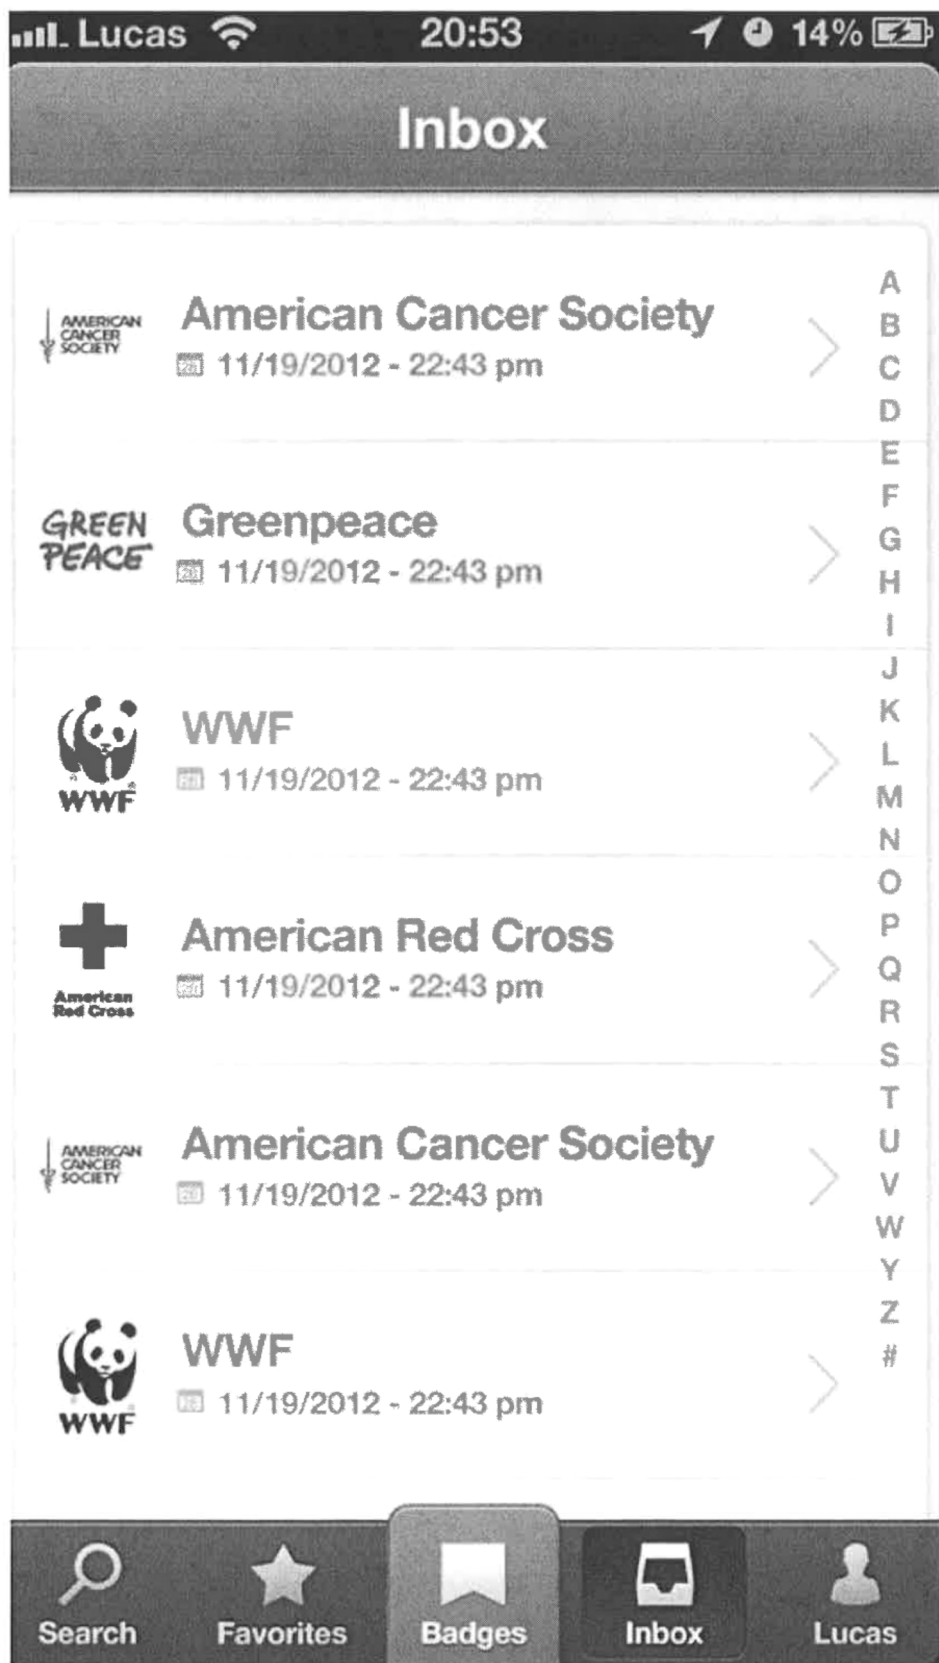 Lucas 20:53 14%
Inbox
AMERICAN
CANCER
SOCIETY
American Cancer Society
11/19/2012 - 22:43 pm
GREEN
PEACE
Greenpeace
11/19/2012 - 22:43 pm
WWF
WWF
11/19/2012 - 22:43 pm
American
Red Cross
American Red Cross
11/19/2012 - 22:43 pm
AMERICAN
CANCER
SOCIETY
American Cancer Society
11/19/2012 - 22:43 pm
WWF
WWF
11/19/2012 - 22:43 pm
A
B
C
D
E
F
G
H
I
J
K
L
M
N
O
P
Q
R
S
T
U
V
W
Y
Z
#
Search Favorites Badges Inbox Lucas